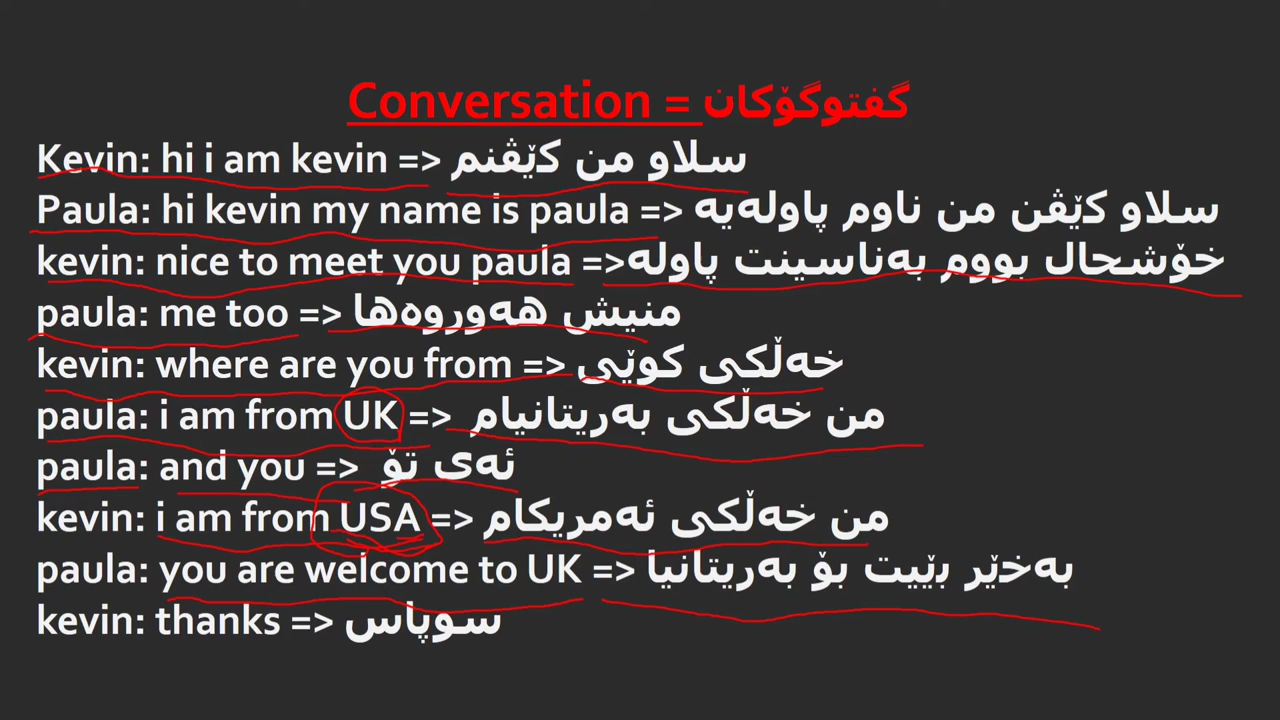 Conversation = گفتوگۆکان
Kevin: hi i am kevin => سلاو من کێڤنم
Paula: hi kevin my name is paula => سلاو کێڤن من ناوم پاولەیە
kevin: nice to meet you paula => خۆشحال بووم بەناسینت پاولە
paula: me too => منیش هەوروەها
kevin: where are you from => خەڵکی کوێی
paula: i am from UK => من خەڵکی بەریتانیام
paula: and you => ئەی تۆ
kevin: i am from USA => من خەڵکی ئەمریکام
paula: you are welcome to UK => بەخێر بێیت بۆ بەریتانیا
kevin: thanks => سوپاس